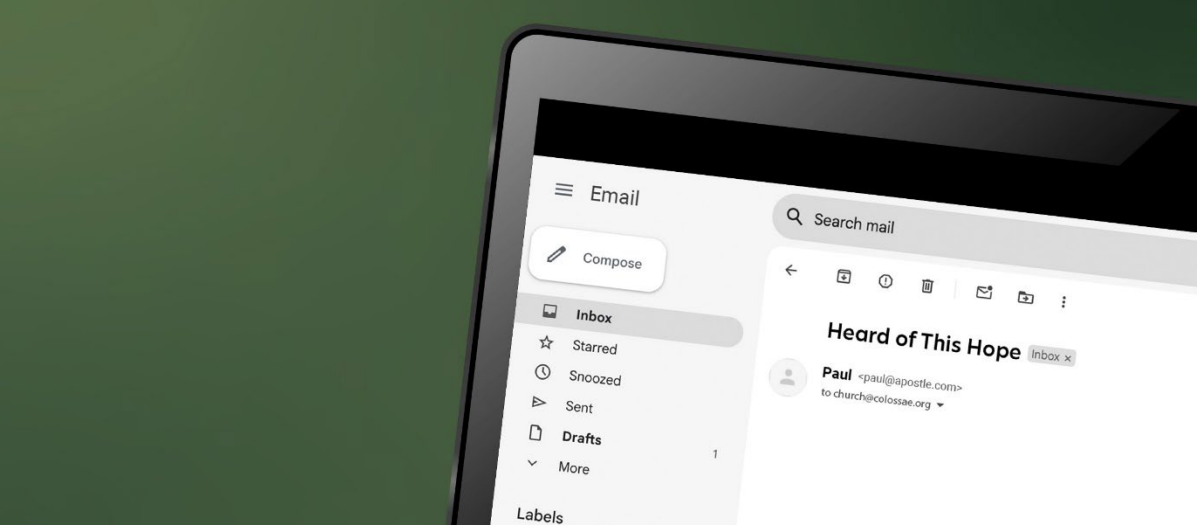 Email
Search mail
Compose
Inbox
Starred
Snoozed
Sent
Drafts 1
More
Labels
Heard of This Hope Inbox ×
Paul <paul@apostle.com>
to church@colossae.org